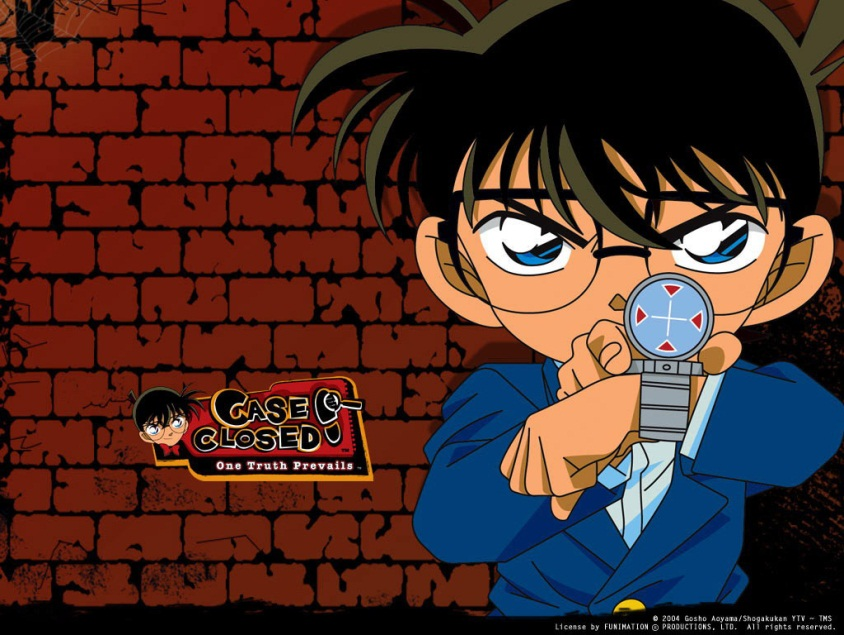 CASE
CLOSED
TM
One Truth Prevails
© 2004 Gosho Aoyama/Shogakukan YTV - TMS
License by FUNIMATION ® PRODUCTIONS, LTD. All rights reserved.